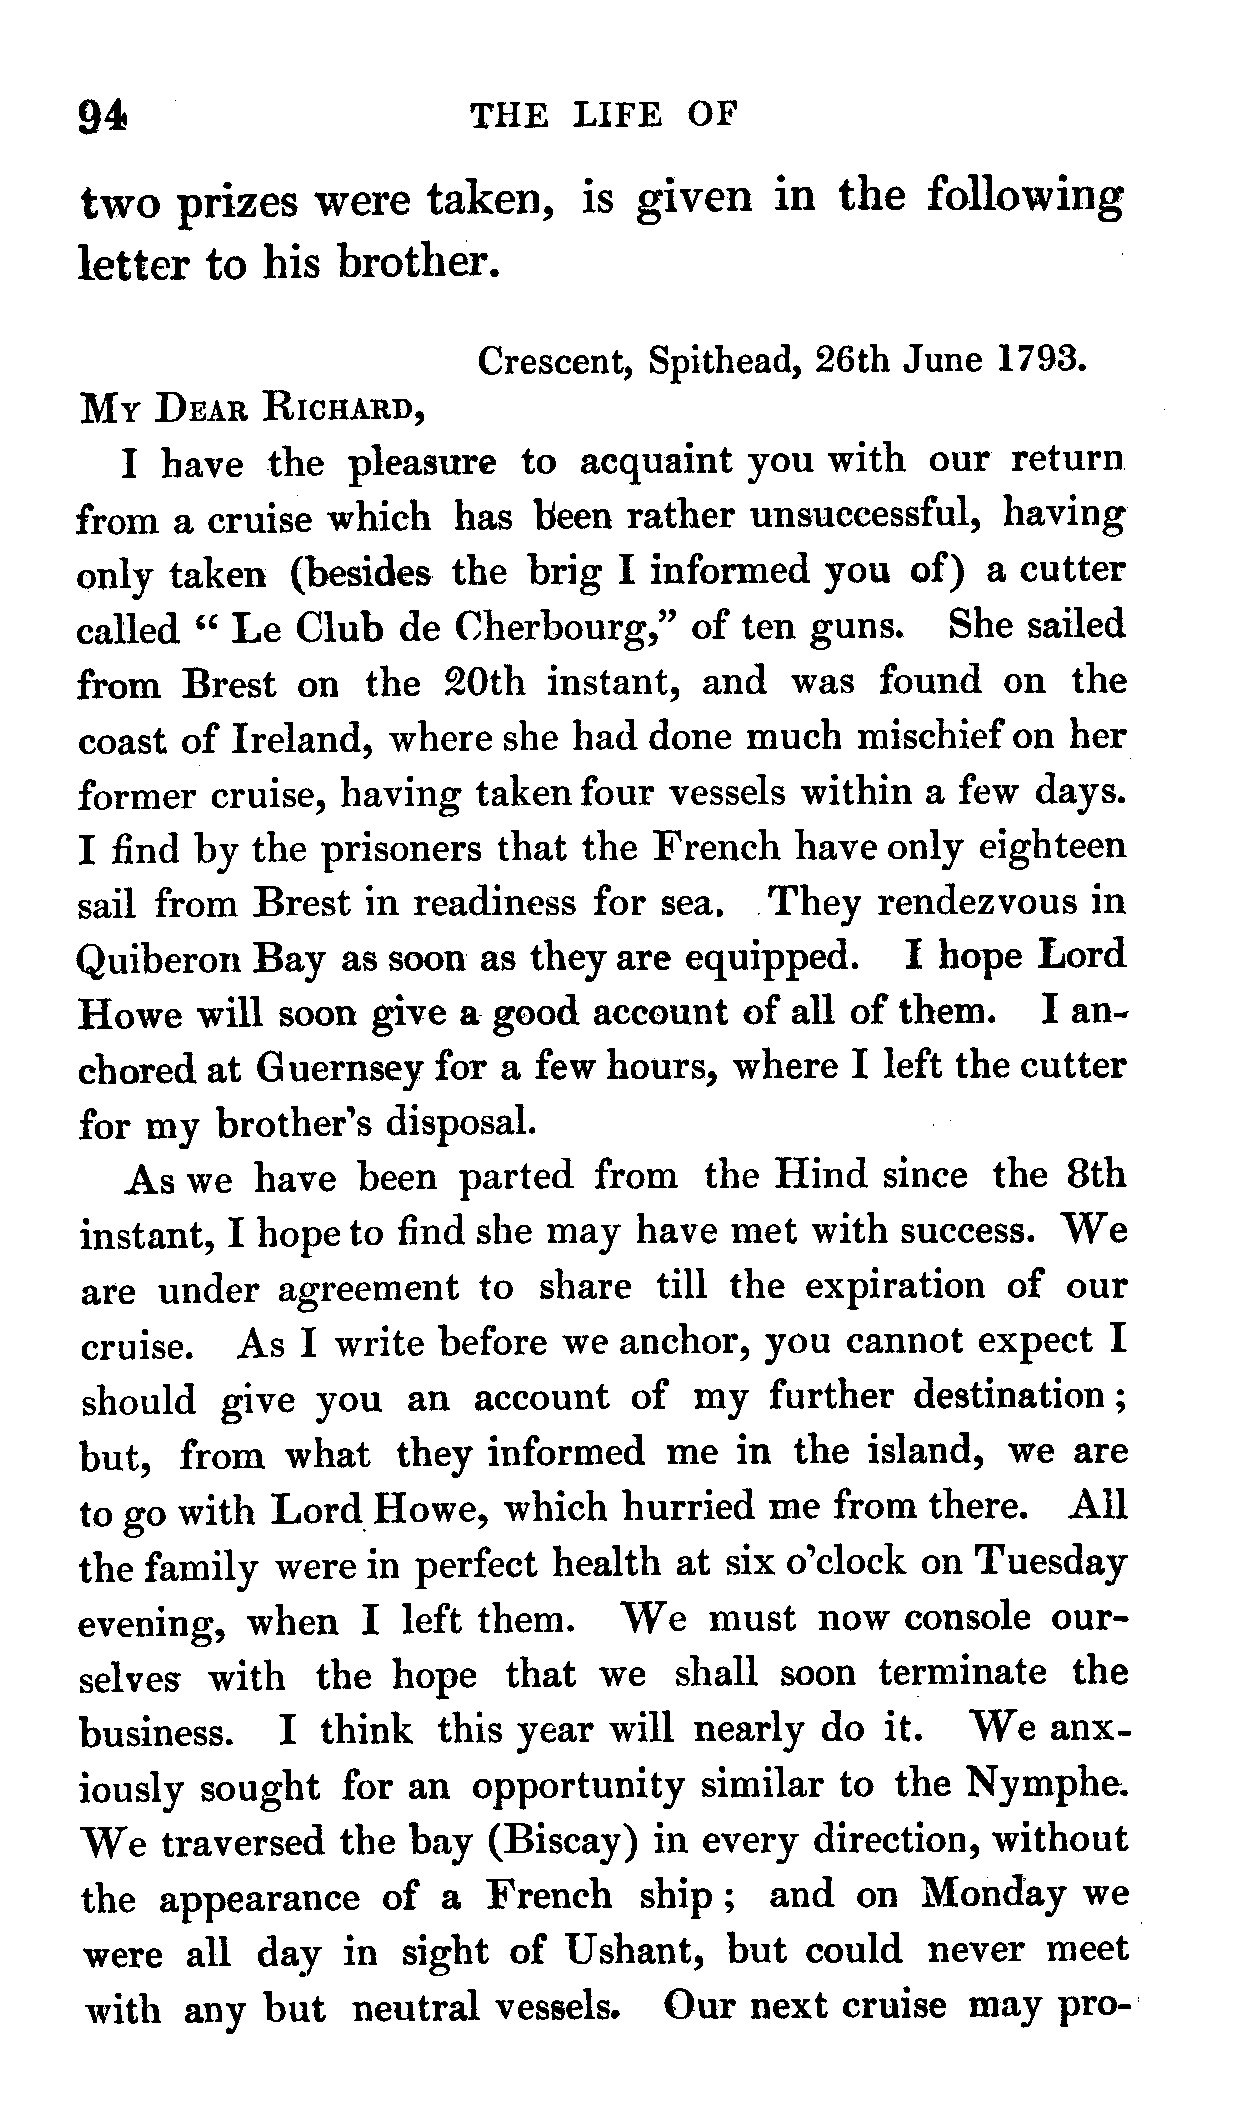 94 THE LIFE OF
two prizes were taken, is given in the following
letter to his brother.
Crescent, Spithead, 26th June 1793.
My Dear Richard,
I have the pleasure to acquaint you with our return
from a cruise which has been rather unsuccessful, having
only taken (besides the brig I informed you of) a cutter
called “ Le Club de Cherbourg,” of ten guns. She sailed
from Brest on the 20th instant, and was found on the
coast of Ireland, where she had done much mischief on her
former cruise, having taken four vessels within a few days.
I find by the prisoners that the French have only eighteen
sail from Brest in readiness for sea. They rendezvous in
Quiberon Bay as soon as they are equipped. I hope Lord
Howe will soon give a good account of all of them. I an-
chored at Guernsey for a few hours, where I left the cutter
for my brother's disposal.
As we have been parted from the Hind since the 8th
instant, I hope to find she may have met with success. We
are under agreement to share till the expiration of our
cruise. As I write before we anchor, you cannot expect I
should give you an account of my further destination ;
but, from what they informed me in the island, we are
to go with Lord Howe, which hurried me from there. All
the family were in perfect health at six o'clock on Tuesday
evening, when I left them. We must now console our-
selves with the hope that we shall soon terminate the
business. I think this year will nearly do it. We anx-
iously sought for an opportunity similar to the Nymphe.
We traversed the bay (Biscay) in every direction, without
the appearance of a French ship ; and on Monday we
were all day in sight of Ushant, but could never meet
with any but neutral vessels. Our next cruise may pro-